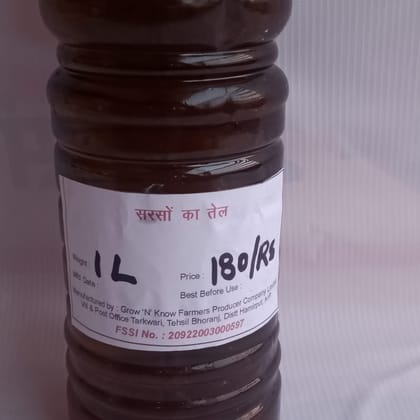 सरसों का तेल
Weight : 1 L
Mfd Date :
Price : 180/Rs
Best Before Use :
Manufactured by : Grow 'N' Know Farmers Producer Company Limited
Vill & Post Office Tarkwari, Tehsil Bhoranj, Distt Hamirpur, H.P.
FSSI No. : 20922003000597